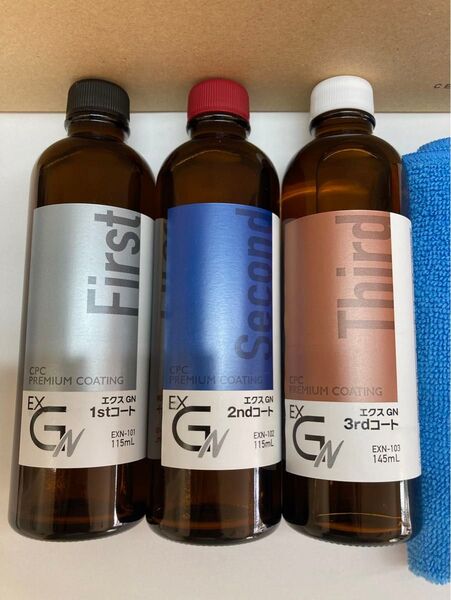 First
CPC
PREMIUM COATING
EX GN
エクスGN
1stコート
EXN-101
115mL
Second
CPC
PREMIUM COATING
EX GN
エクスGN
2ndコート
EXN-102
115mL
Third
CPC
PREMIUM COATING
EX GN
エクスGN
3rdコート
EXN-103
145mL